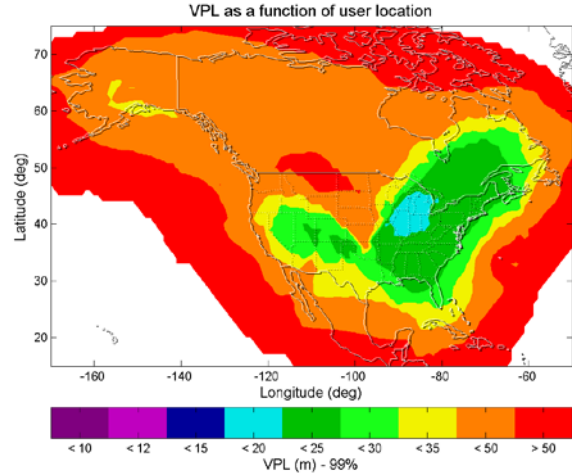 VPL as a function of user location
70
60
50
40
30
20
Latitude (deg)
-160 -140 -120 -100 -80 -60
Longitude (deg)
< 10 < 12 < 15 < 20 < 25 < 30 < 35 < 50 > 50
VPL (m) - 99%